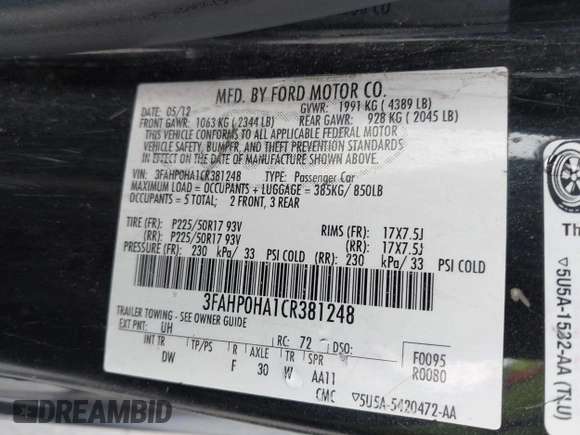 MFD. BY FORD MOTOR CO.
DATE: 05/12 GVWR: 1991 KG ( 4389 LB)
FRONT GAWR: 1063 KG ( 2344 LB) REAR GAWR: 928 KG ( 2045 LB)
THIS VEHICLE CONFORMS TO ALL APPLICABLE FEDERAL MOTOR
VEHICLE SAFETY, BUMPER, AND THEFT PREVENTION STANDARDS
IN EFFECT ON THE DATE OF MANUFACTURE SHOWN ABOVE.
VIN: 3FAHP0HA1CR381248 TYPE: Passenger Car
MAXIMUM LOAD = OCCUPANTS + LUGGAGE = 385KG/ 850LB
OCCUPANTS = 5 TOTAL; 2 FRONT, 3 REAR
TIRE (FR): P225/50R17 93V RIMS (FR): 17X7.5J
(RR): P225/50R17 93V (RR): 17X7.5J
PRESSURE (FR): 230 kPa/ 33 PSI COLD (RR): 230 kPa/ 33 PSI COLD
3FAHP0HA1CR381248
TRAILER TOWING - SEE OWNER GUIDE
EXT PNT: UH RC: 72 DSO: F0095
INT TR TP/PS R AXLE TR SPR R0080
DW F 30 W AA11
CMC ▽5U5A-5420472-AA
Th
▽5U5A-1532-AA (TLU)
DREAMBID